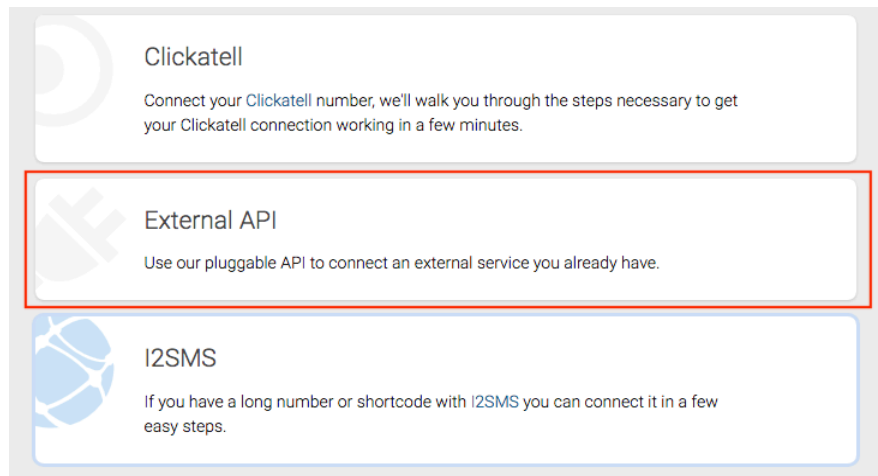 Clickatell
Connect your Clickatell number, we'll walk you through the steps necessary to get
your Clickatell connection working in a few minutes.
External API
Use our pluggable API to connect an external service you already have.
I2SMS
If you have a long number or shortcode with I2SMS you can connect it in a few
easy steps.